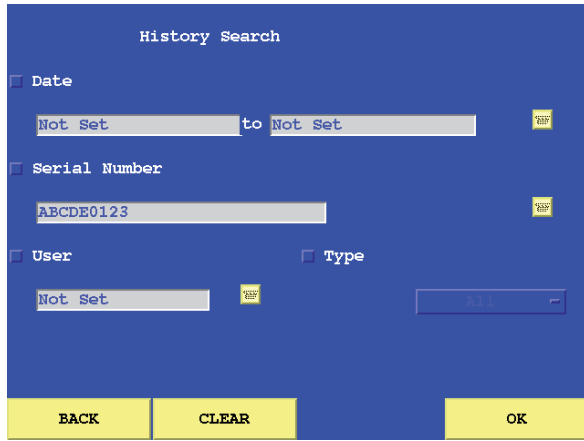 History Search
Date
Not Set to Not Set
Serial Number
ABCDE0123
User Type
Not Set All
BACK CLEAR OK